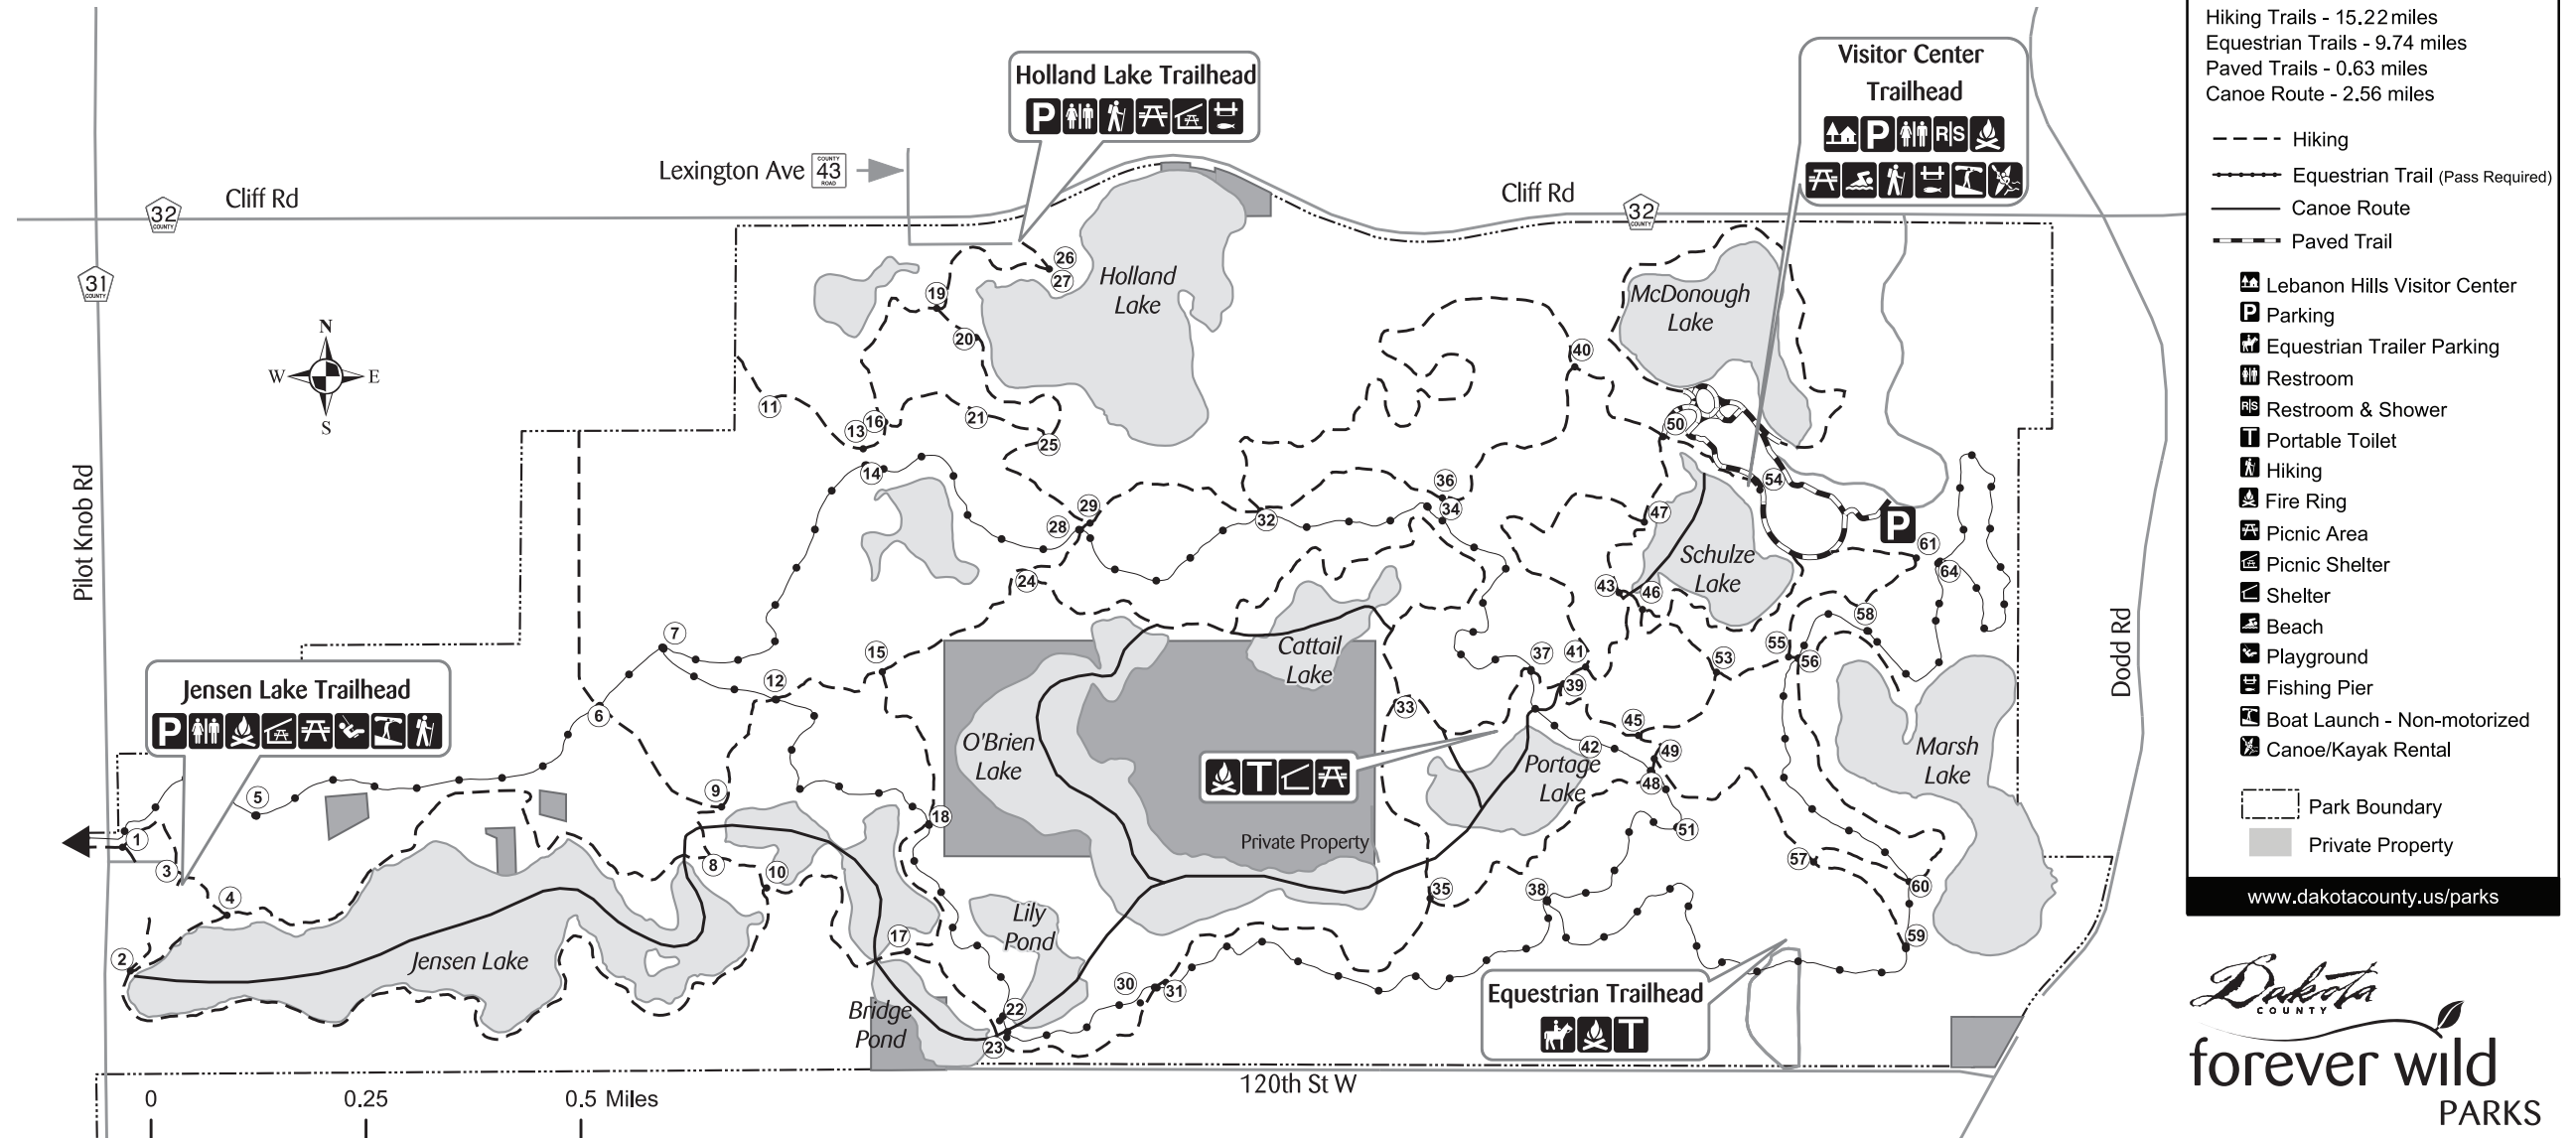 Hiking Trails - 15.22 miles
Equestrian Trails - 9.74 miles
Paved Trails - 0.63 miles
Canoe Route - 2.56 miles
Hiking
Equestrian Trail (Pass Required)
Canoe Route
Paved Trail
Lebanon Hills Visitor Center
P Parking
Equestrian Trailer Parking
Restroom
R|S Restroom & Shower
T Portable Toilet
Hiking
Fire Ring
Picnic Area
Picnic Shelter
Shelter
Beach
Playground
Fishing Pier
Boat Launch - Non-motorized
Canoe/Kayak Rental
Park Boundary
Private Property
www.dakotacounty.us/parks
Dakota
COUNTY
forever wild
PARKS
Holland Lake Trailhead
P
Visitor Center
Trailhead
P R|S
Lexington Ave
COUNTY
43
ROAD
Cliff Rd
32
COUNTY
Cliff Rd
32
COUNTY
31
COUNTY
N
W E
S
Pilot Knob Rd
Dodd Rd
120th St W
Jensen Lake Trailhead
P
Equestrian Trailhead
T
T
P
Holland
Lake
McDonough
Lake
Schulze
Lake
Cattail
Lake
O'Brien
Lake
Portage
Lake
Marsh
Lake
Private Property
Lily
Pond
Jensen Lake
Bridge
Pond
1
2
3
4
5
6
7
8
9
10
11
12
13
14
15
16
17
18
19
20
21
22
23
24
25
26
27
28
29
30
31
32
33
34
35
36
37
38
39
40
41
42
43
45
46
47
48
49
50
51
53
54
55
56
57
58
59
60
61
64
0 0.25 0.5 Miles